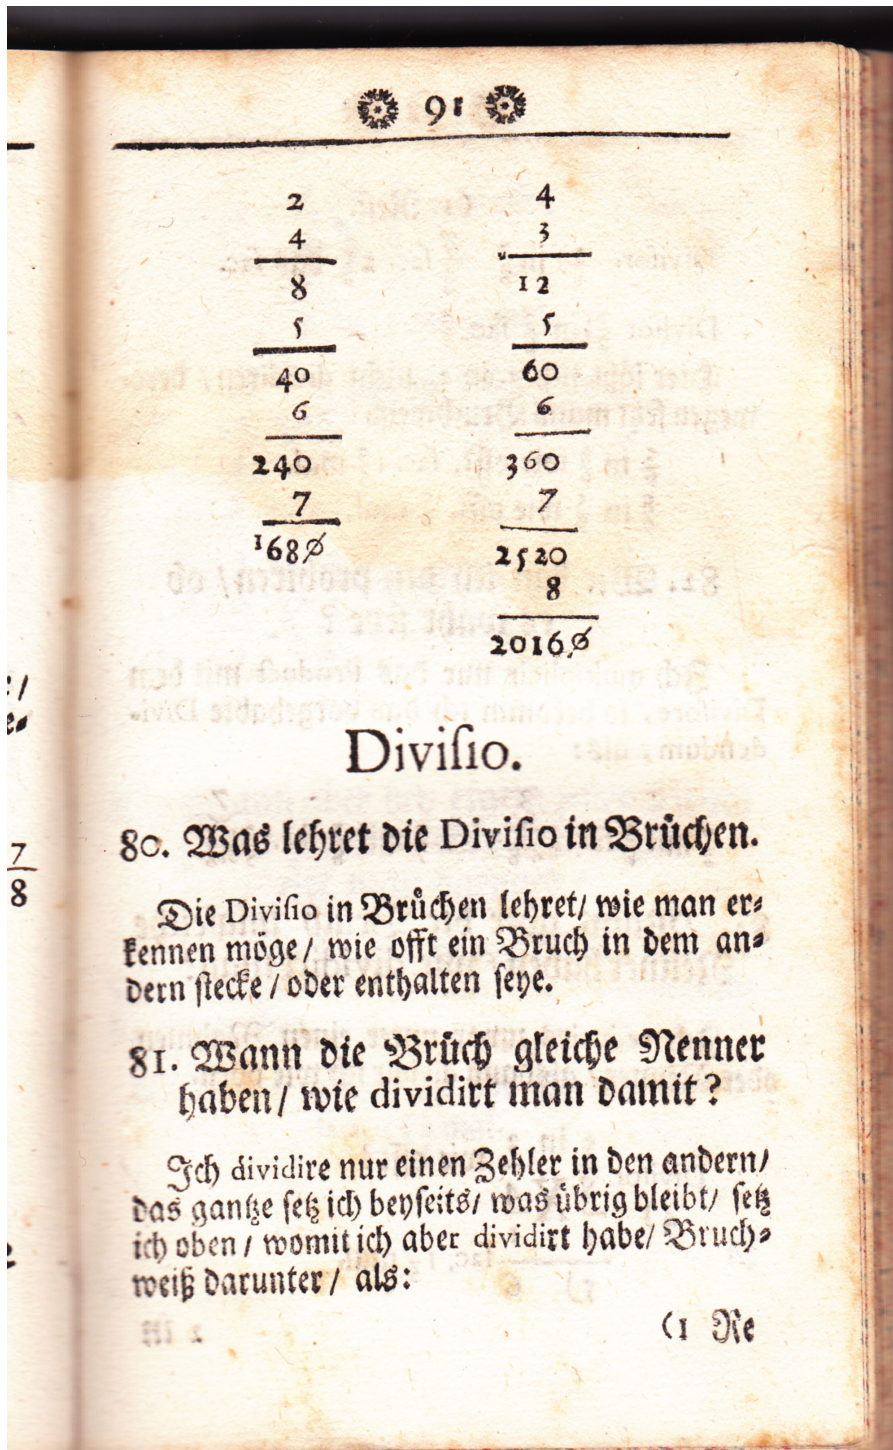 91
2
4
8
5
40
6
240
7
1680
4
3
12
5
60
6
360
7
2520
8
20160
Diviſio.
80. Was lehret die Diviſio in Brüchen.
Die Diviſio in Bruͤchen lehret/ wie man er⸗
kennen möge/ wie offt ein Bruch in dem an⸗
dern ſtecke/ oder enthalten ſeye.
81. Wann die Brüch gleiche Nenner
haben/ wie dividirt man damit?
Ich dividire nur einen Zehler in den andern/
das gantze ſetz ich beyſeits/ was übrig bleibt/ ſetz
ich oben/ womit ich aber dividirt habe/ Bruch⸗
weiß darunter/ als:
(1 Re
7
8